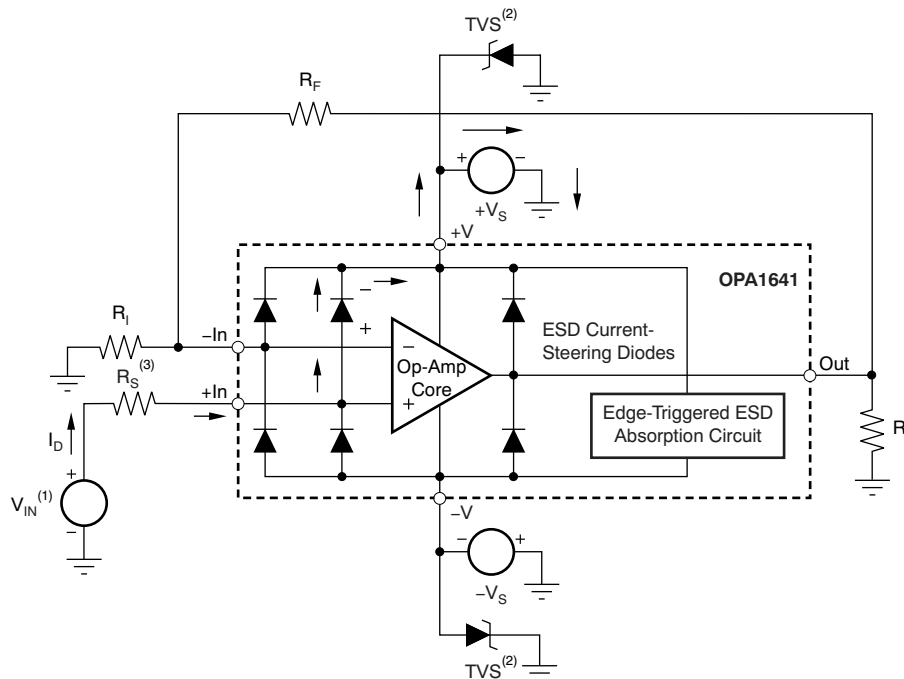 TVS(2)
RF
+ −
+VS
+V
OPA1641
−
+
RI
−In
(3)
RS
+In
ID
−
+
Op-Amp
Core
ESD Current-
Steering Diodes
Out
Edge-Triggered ESD
Absorption Circuit
R
+
VIN(1)
−
−V
− +
−VS
TVS(2)